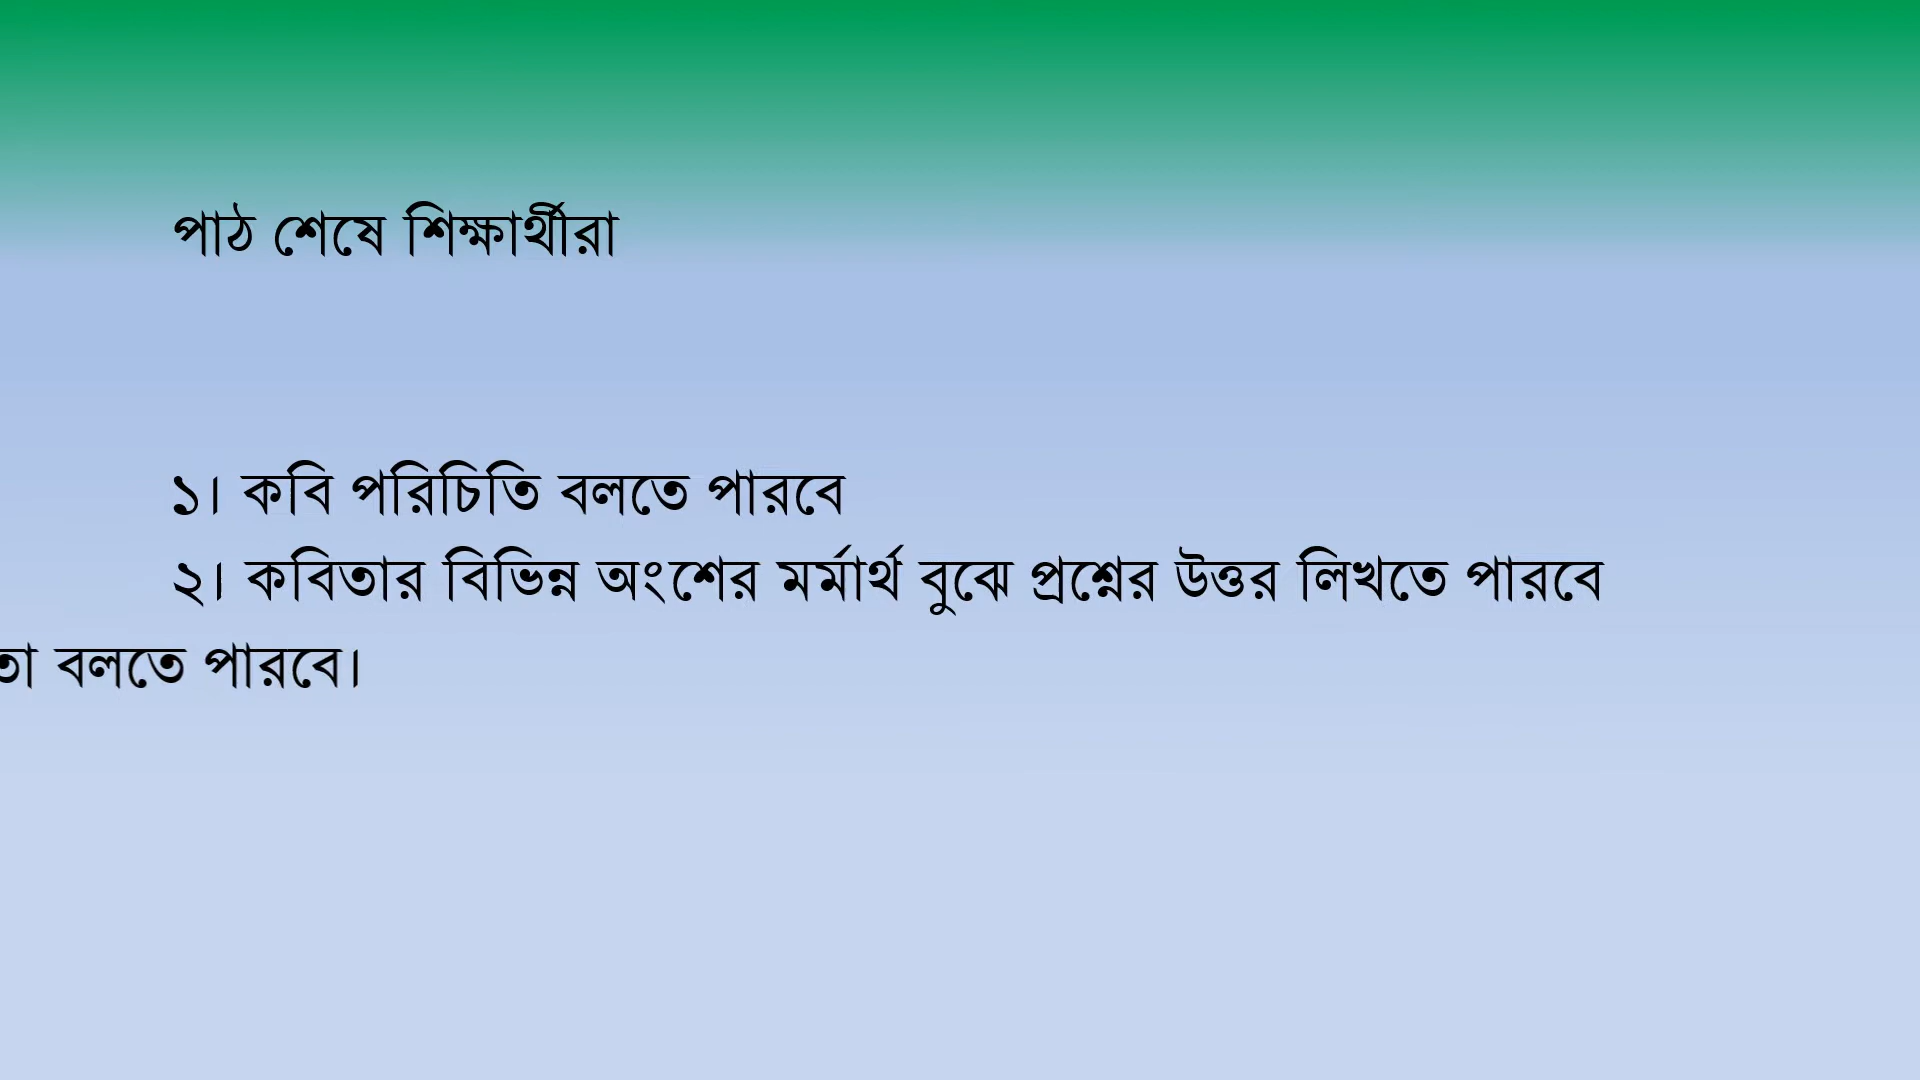 পাঠ শেষে শিক্ষার্থীরা
১। কবি পরিচিতি বলতে পারবে
২। কবিতার বিভিন্ন অংশের মর্মার্থ বুঝে প্রশ্নের উত্তর লিখতে পারবে
বলতে পারবে।